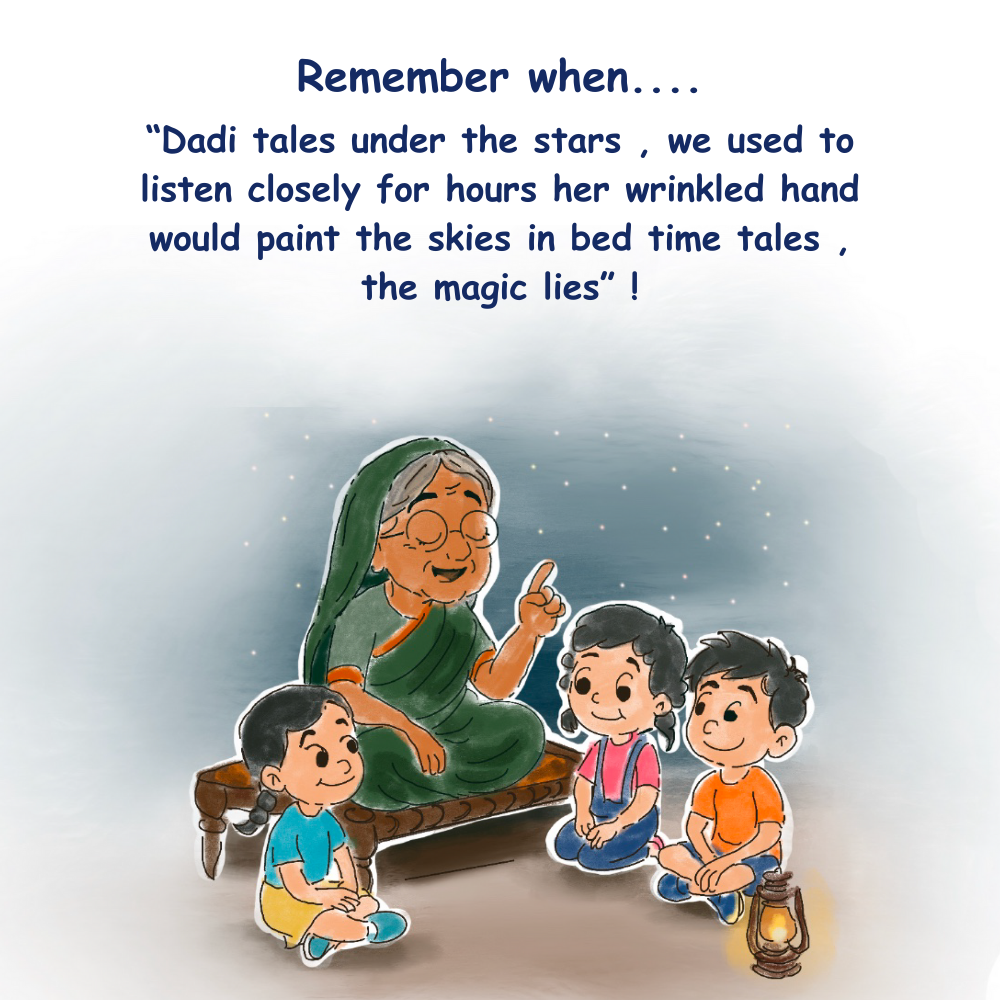 Remember when....
“Dadi tales under the stars , we used to
listen closely for hours her wrinkled hand
would paint the skies in bed time tales ,
the magic lies” !